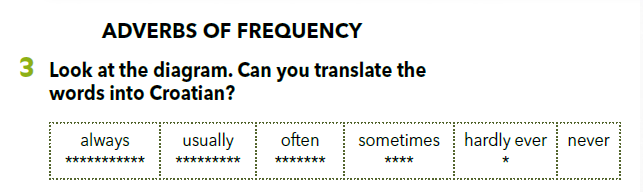 ADVERBS OF FREQUENCY
3 Look at the diagram. Can you translate the
words into Croatian?
always usually often sometimes hardly ever never
*********** ********* ******* **** *